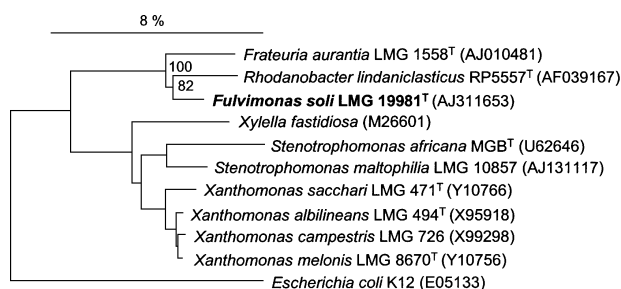 8 %
Frateuria aurantia LMG 1558ᵀ (AJ010481)
100
Rhodanobacter lindaniclasticus RP5557ᵀ (AF039167)
82
Fulvimonas soli LMG 19981ᵀ (AJ311653)
Xylella fastidiosa (M26601)
Stenotrophomonas africana MGBᵀ (U62646)
Stenotrophomonas maltophilia LMG 10857 (AJ131117)
Xanthomonas sacchari LMG 471ᵀ (Y10766)
Xanthomonas albilineans LMG 494ᵀ (X95918)
Xanthomonas campestris LMG 726 (X99298)
Xanthomonas melonis LMG 8670ᵀ (Y10756)
Escherichia coli K12 (E05133)